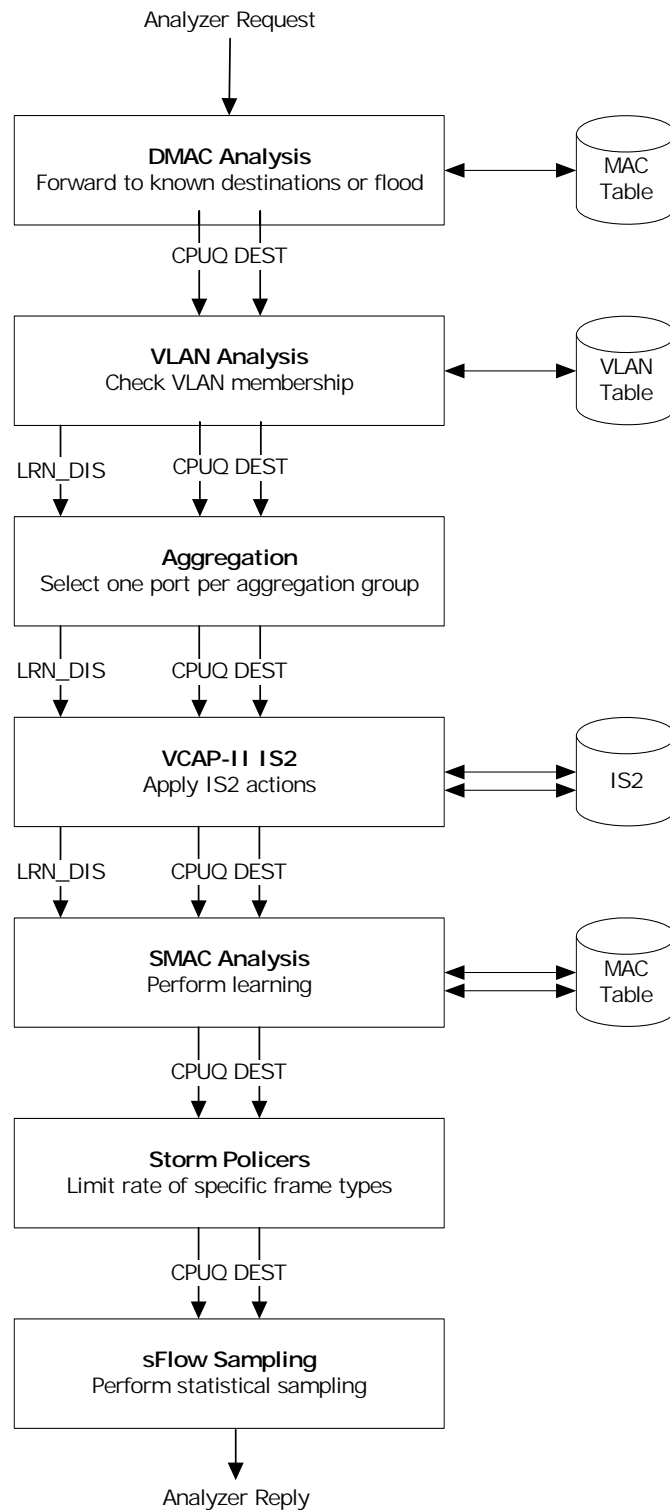 Analyzer Request
DMAC Analysis
Forward to known destinations or flood
MAC
Table
CPUQ DEST
VLAN Analysis
Check VLAN membership
VLAN
Table
LRN_DIS
CPUQ DEST
Aggregation
Select one port per aggregation group
LRN_DIS
CPUQ DEST
VCAP-II IS2
Apply IS2 actions
IS2
LRN_DIS
CPUQ DEST
SMAC Analysis
Perform learning
MAC
Table
CPUQ DEST
Storm Policers
Limit rate of specific frame types
CPUQ DEST
sFlow Sampling
Perform statistical sampling
Analyzer Reply